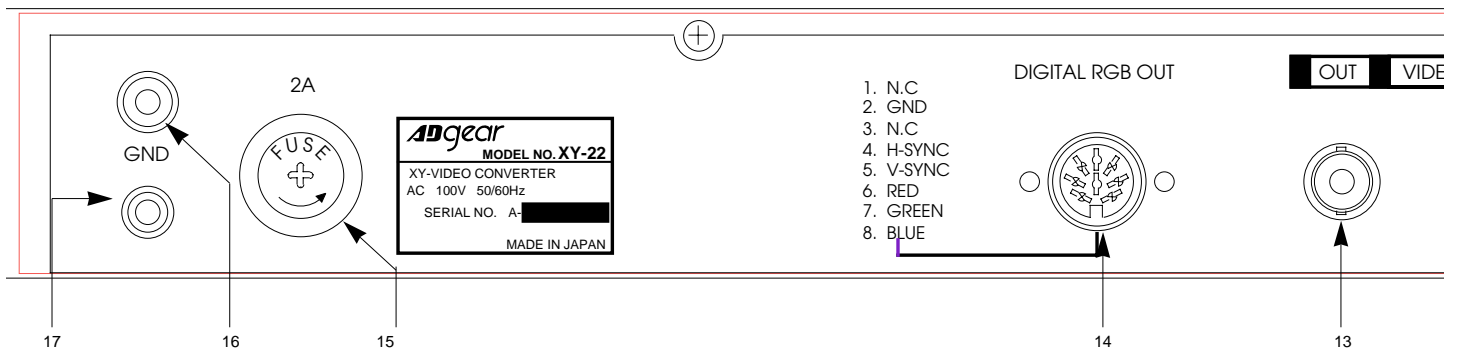 2A
GND
FUSE
ADgear
MODEL NO. XY-22
XY-VIDEO CONVERTER
AC 100V 50/60Hz
SERIAL NO. A-
MADE IN JAPAN
1. N.C
2. GND
3. N.C
4. H-SYNC
5. V-SYNC
6. RED
7. GREEN
8. BLUE
DIGITAL RGB OUT
OUT VIDE
17 16 15 14 13